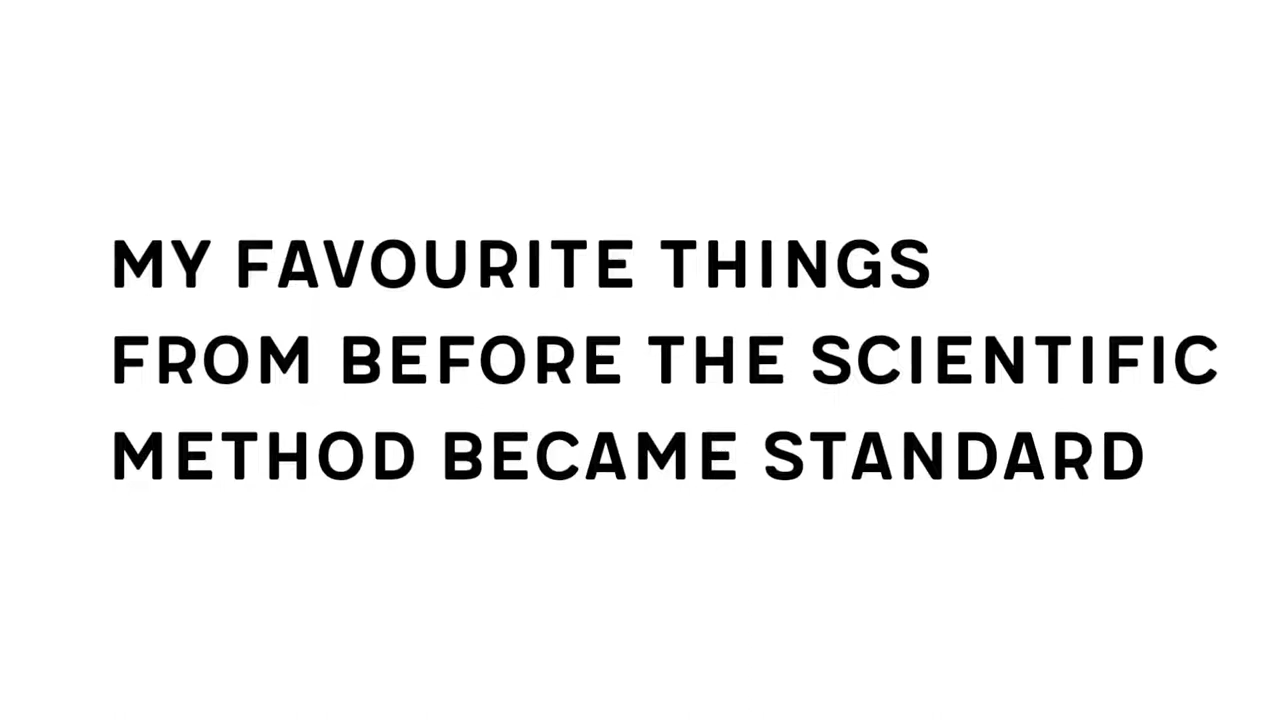 MY FAVOURITE THINGS
FROM BEFORE THE SCIENTIFIC
METHOD BECAME STANDARD